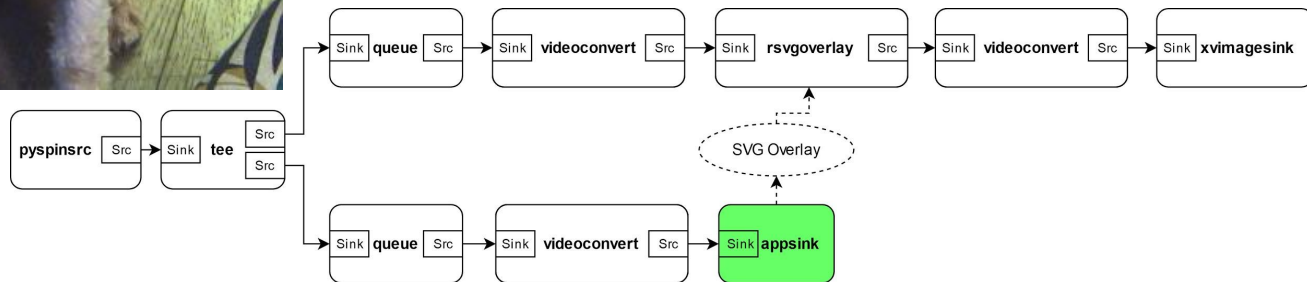 Sink queue Src
Sink videoconvert Src
Sink rsvgoverlay Src
Sink videoconvert Src
Sink xvimagesink
pyspinsrc Src
Sink tee Src
Src
SVG Overlay
Sink queue Src
Sink videoconvert Src
Sink appsink